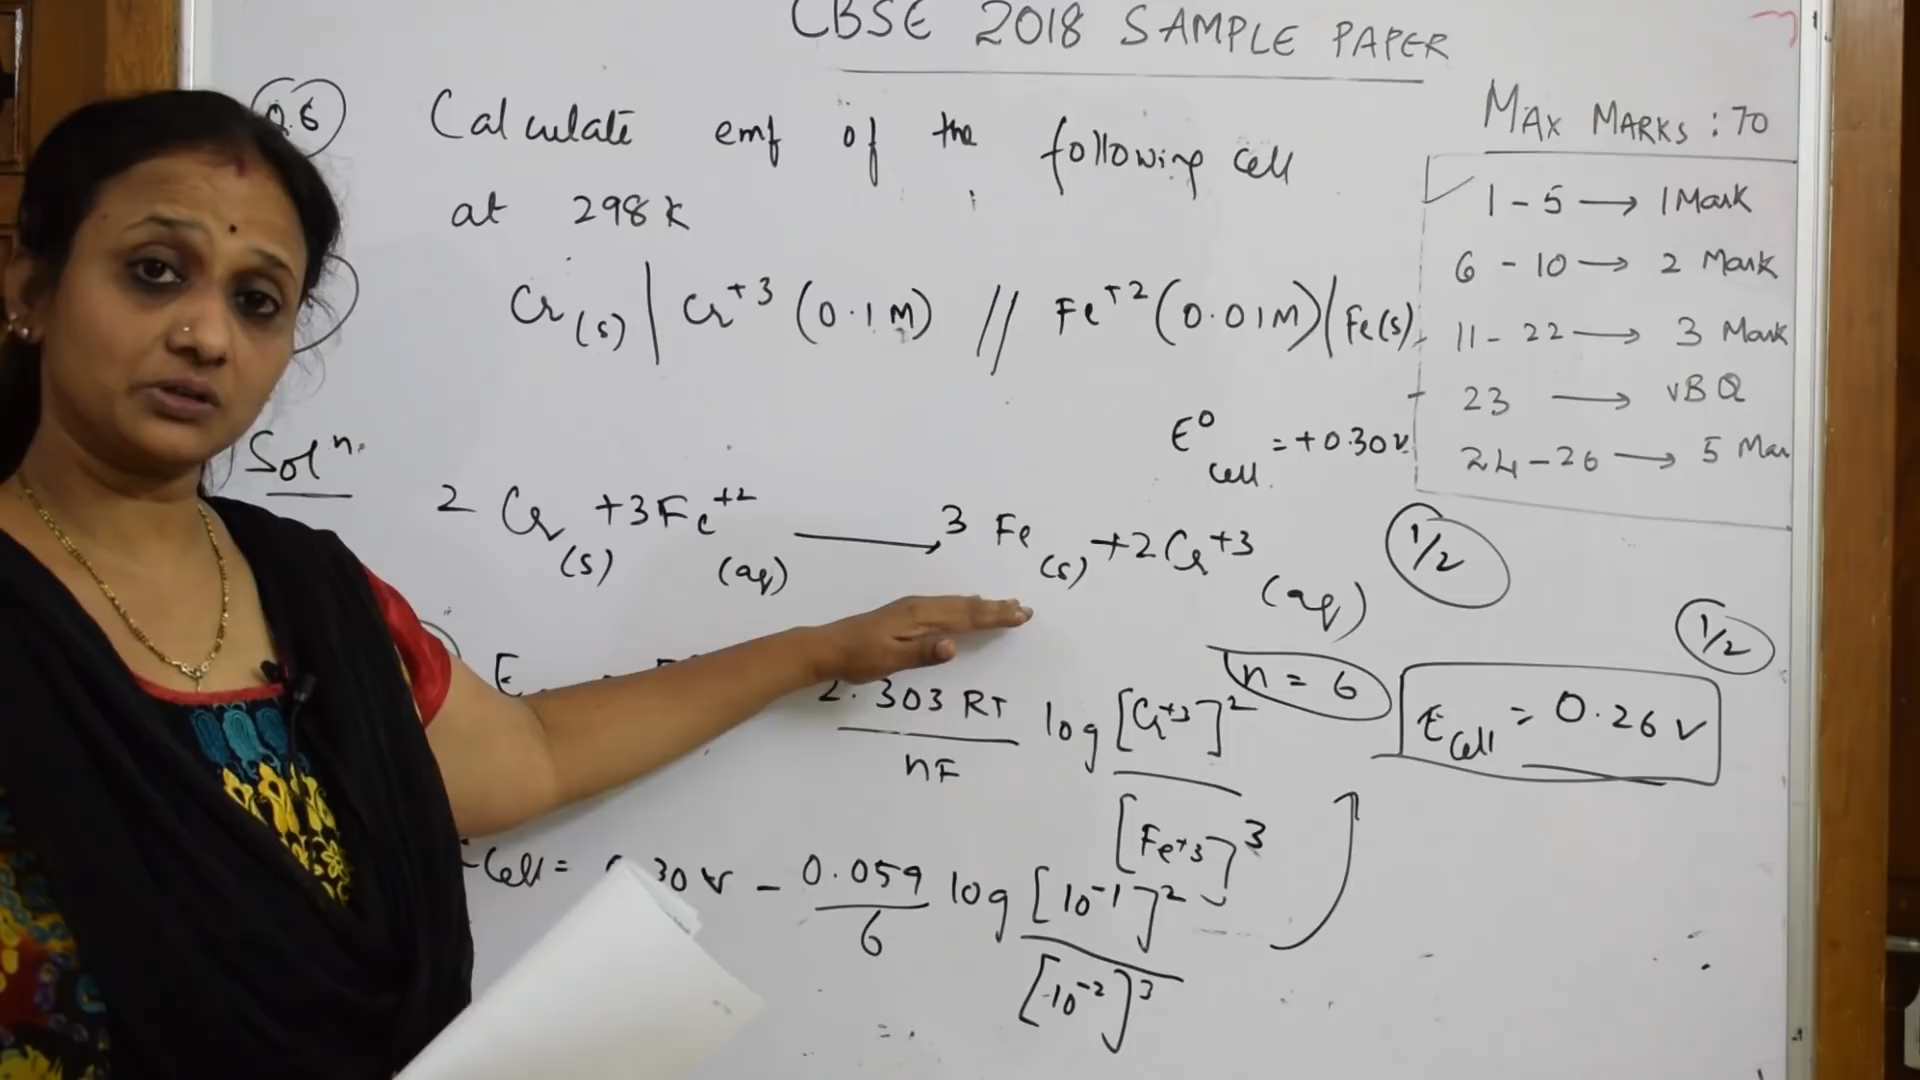 CBSE 2018 SAMPLE PAPER
Q.6 Calculate emf of the following cell
at 298 K
Cr(s) | Cr+3 (0.1M) // Fe+2 (0.01M) | Fe(s)
E0 cell = +0.30V
MAX MARKS : 70
1 - 5 → 1 Mark
6 - 10 → 2 Mark
11 - 22 → 3 Mark
23 → VBQ
24 - 26 → 5 Mar
Soln.
2 Cr(s) + 3Fe+2(aq) → 3 Fe(s) + 2Cr+3(aq)
1/2
n = 6
1/2
E
2.303 RT / nF log [Cr+3]2 / [Fe+3]3
Ecell = 0.26 V
Cell = 30 V - 0.059 / 6 log [10-1]2 / [10-2]3